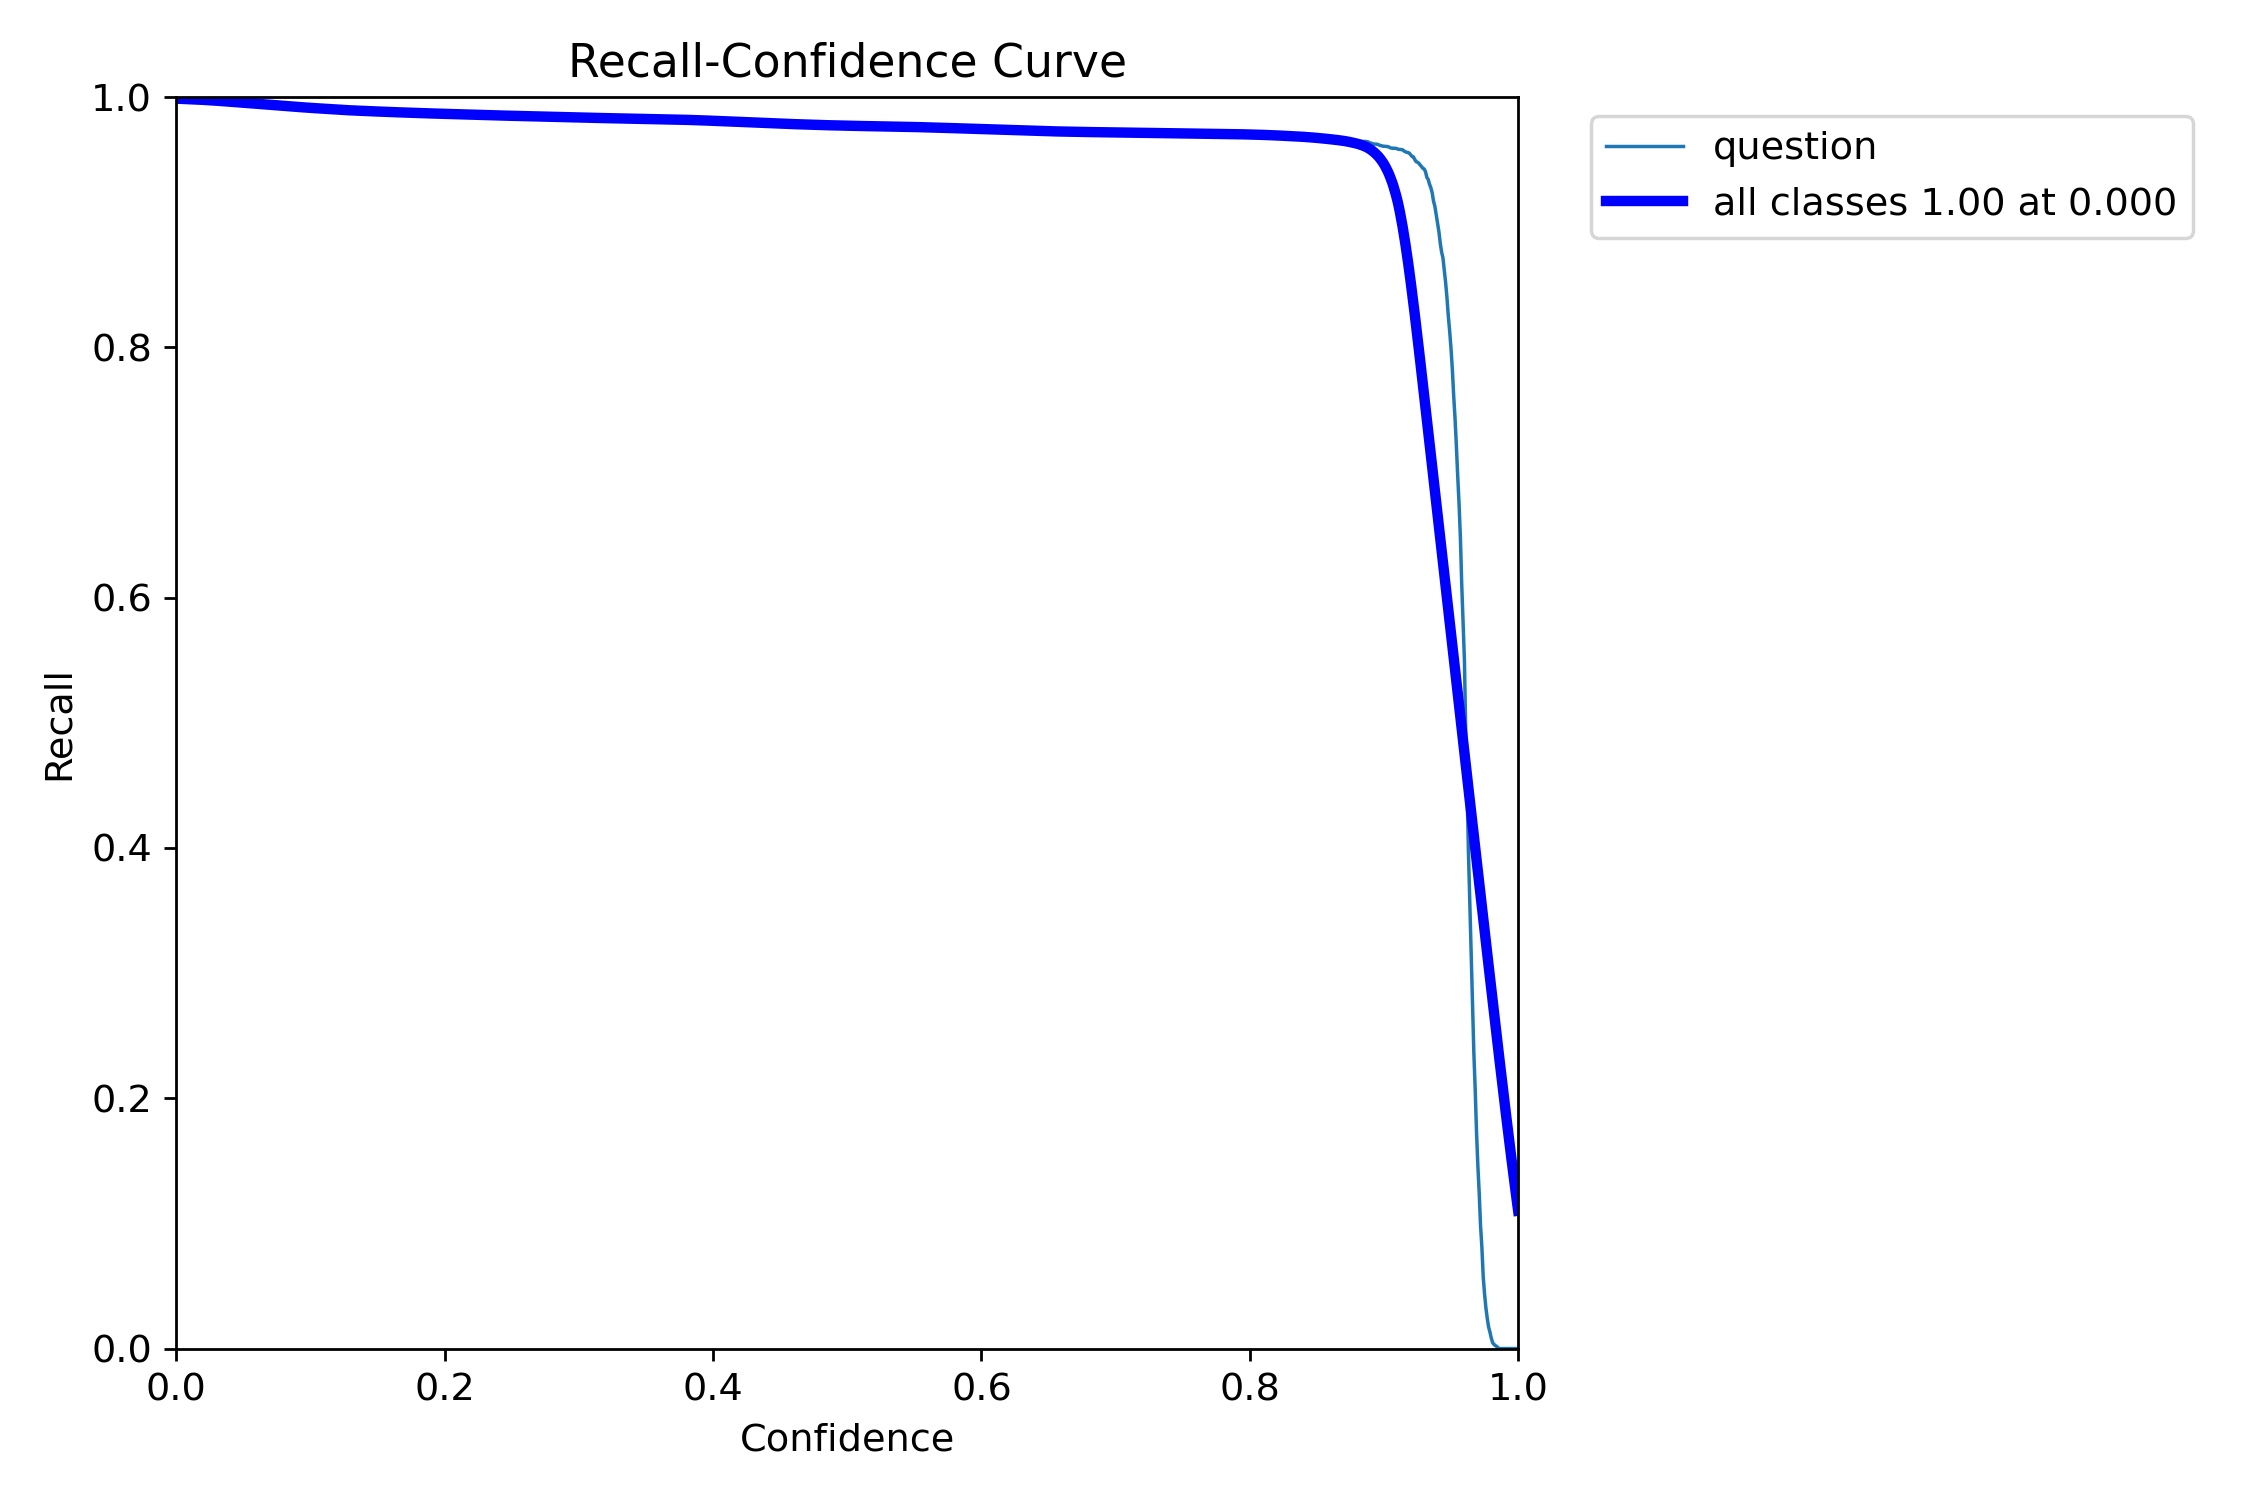 Recall-Confidence Curve
question
all classes 1.00 at 0.000
1.0
0.8
0.6
0.4
0.2
0.0
Recall
0.0 0.2 0.4 0.6 0.8 1.0
Confidence